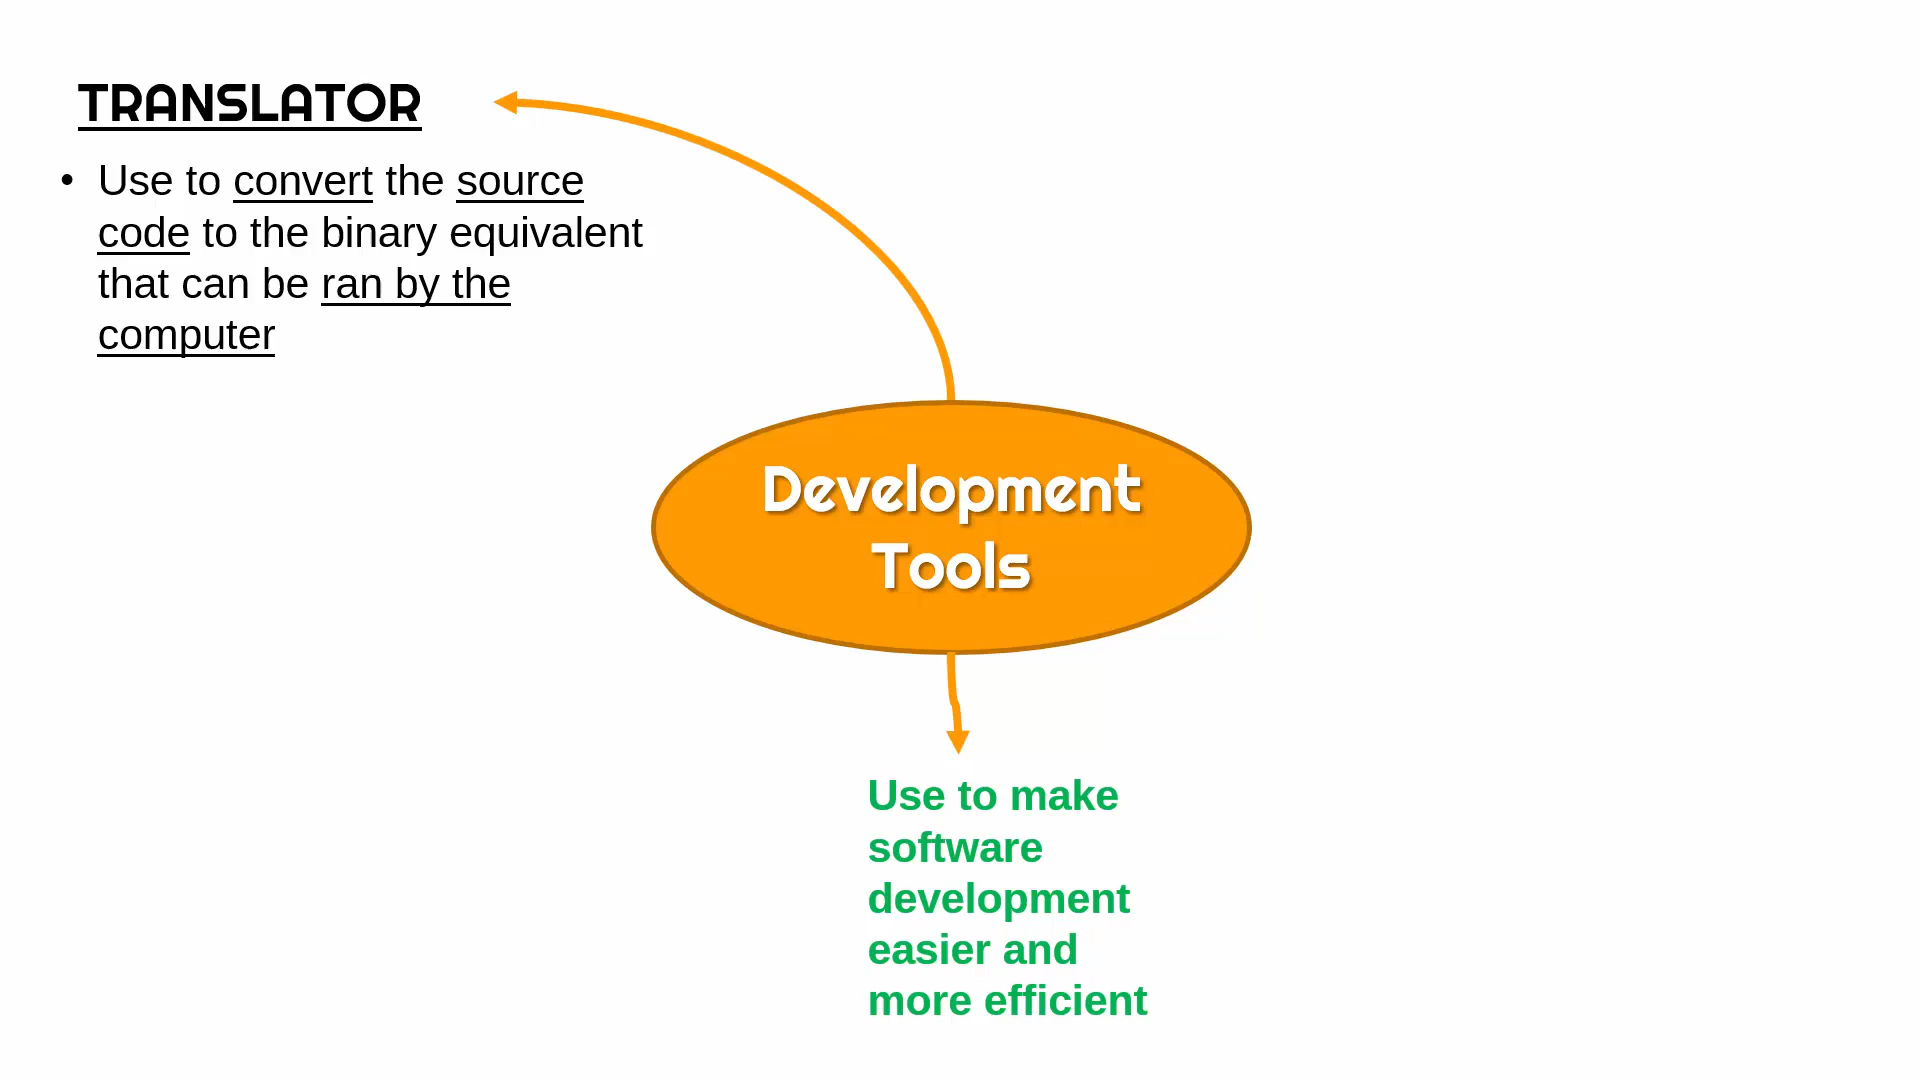 TRANSLATOR
• Use to convert the source
code to the binary equivalent
that can be ran by the
computer
Development
Tools
Use to make
software
development
easier and
more efficient